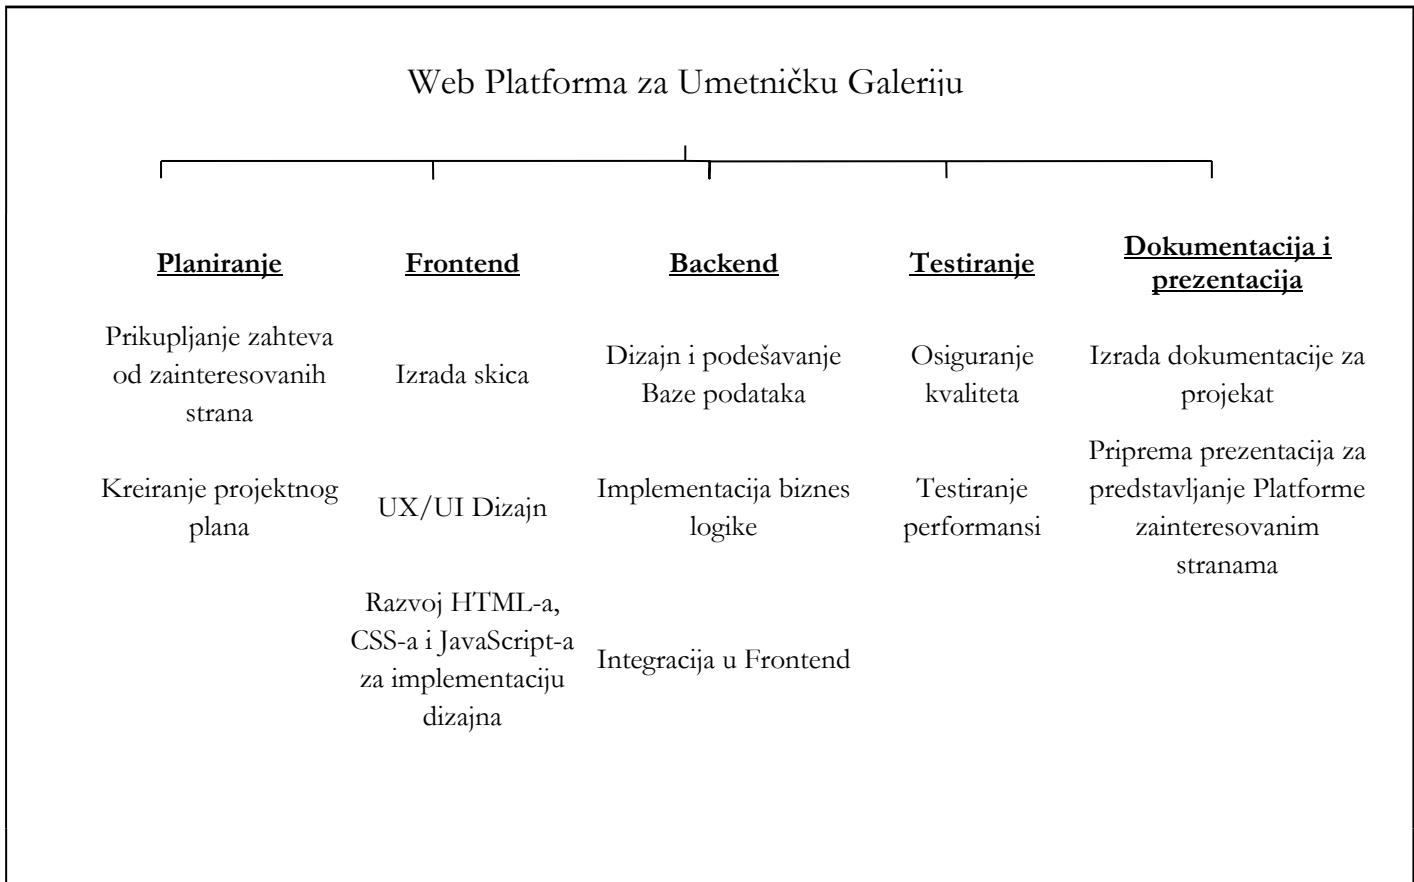 Web Platforma za Umetničku Galeriju
Planiranje
Prikupljanje zahteva
od zainteresovanih
strana
Kreiranje projektnog
plana
Frontend
Izrada skica
UX/UI Dizajn
Razvoj HTML-a,
CSS-a i JavaScript-a
za implementaciju
dizajna
Backend
Dizajn i podešavanje
Baze podataka
Implementacija biznes
logike
Integracija u Frontend
Testiranje
Osiguranje
kvaliteta
Testiranje
performansi
Dokumentacija i
prezentacija
Izrada dokumentacije za
projekat
Priprema prezentacija za
predstavljanje Platforme
zainteresovanim
stranama